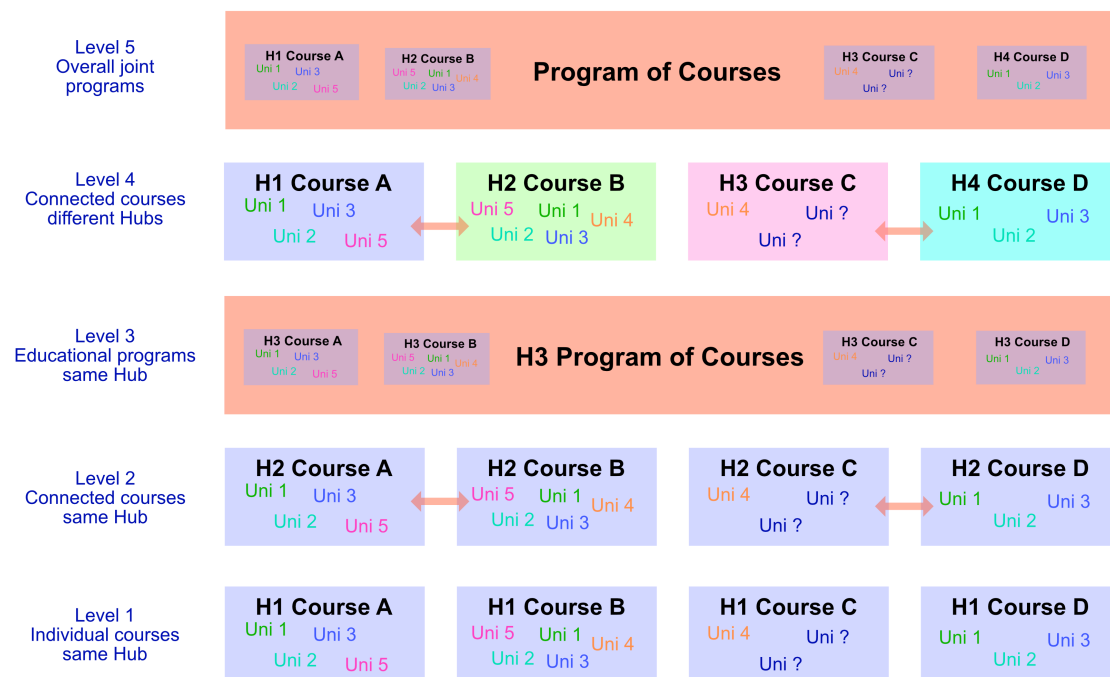 Level 5
Overall joint
programs
H1 Course A
Uni 1
Uni 3
Uni 2
Uni 5
H2 Course B
Uni 5
Uni 1
Uni 4
Uni 2
Uni 3
Program of Courses
H3 Course C
Uni 4
Uni ?
Uni ?
H4 Course D
Uni 1
Uni 3
Uni 2
Level 4
Connected courses
different Hubs
H1 Course A
Uni 1
Uni 3
Uni 2
Uni 5
H2 Course B
Uni 5
Uni 1
Uni 4
Uni 2
Uni 3
H3 Course C
Uni 4
Uni ?
Uni ?
H4 Course D
Uni 1
Uni 3
Uni 2
Level 3
Educational programs
same Hub
H3 Course A
Uni 1
Uni 3
Uni 2
Uni 5
H3 Course B
Uni 5
Uni 1
Uni 4
Uni 2
Uni 3
H3 Program of Courses
H3 Course C
Uni 4
Uni ?
Uni ?
H3 Course D
Uni 1
Uni 3
Uni 2
Level 2
Connected courses
same Hub
H2 Course A
Uni 1
Uni 3
Uni 2
Uni 5
H2 Course B
Uni 5
Uni 1
Uni 4
Uni 2
Uni 3
H2 Course C
Uni 4
Uni ?
Uni ?
H2 Course D
Uni 1
Uni 3
Uni 2
Level 1
Individual courses
same Hub
H1 Course A
Uni 1
Uni 3
Uni 2
Uni 5
H1 Course B
Uni 5
Uni 1
Uni 4
Uni 2
Uni 3
H1 Course C
Uni 4
Uni ?
Uni ?
H1 Course D
Uni 1
Uni 3
Uni 2